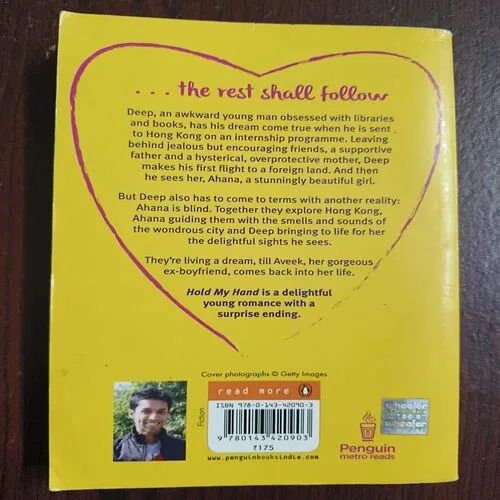 . . . the rest shall follow
Deep, an awkward young man obsessed with libraries
and books, has his dream come true when he is sent
to Hong Kong on an internship programme. Leaving
behind jealous but encouraging friends, a supportive
father and a hysterical, overprotective mother, Deep
makes his first flight to a foreign land. And then
he sees her, Ahana, a stunningly beautiful girl.
But Deep also has to come to terms with another reality:
Ahana is blind. Together they explore Hong Kong,
Ahana guiding them with the smells and sounds of
the wondrous city and Deep bringing to life for her
the delightful sights he sees.
They're living a dream, till Aveek, her gorgeous
ex-boyfriend, comes back into her life.
Hold My Hand is a delightful
young romance with a
surprise ending.
Cover photographs © Getty Images
Fiction
read more
ISBN 978-0-143-42090-3
9780143420903
₹175
www.penguinbooksindia.com
wheeler
wheeler
wheeler
Penguin
metro reads